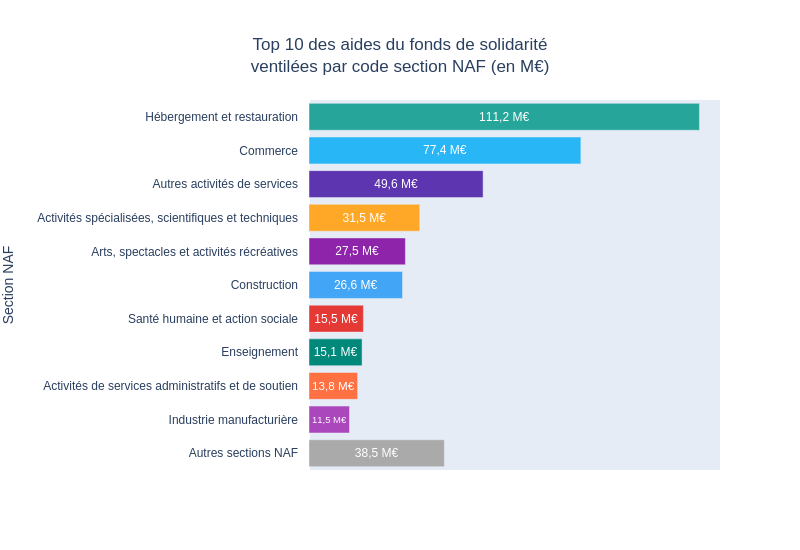 Top 10 des aides du fonds de solidarité
ventilées par code section NAF (en M€)
Section NAF
Hébergement et restauration 111,2 M€
Commerce 77,4 M€
Autres activités de services 49,6 M€
Activités spécialisées, scientifiques et techniques 31,5 M€
Arts, spectacles et activités récréatives 27,5 M€
Construction 26,6 M€
Santé humaine et action sociale 15,5 M€
Enseignement 15,1 M€
Activités de services administratifs et de soutien 13,8 M€
Industrie manufacturière 11,5 M€
Autres sections NAF 38,5 M€